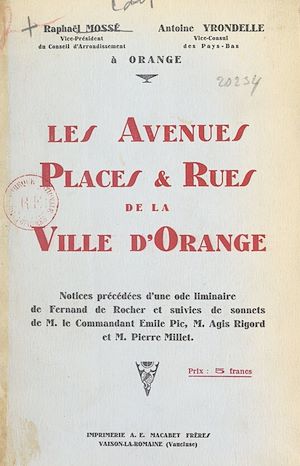 Raphaël MOSSÉ
Vice-Président
du Conseil d'Arrondissement
Antoine YRONDELLE
Vice-Consul
des Pays-Bas
à ORANGE
20234
LES AVENUES
PLACES & RUES
DE LA
VILLE D'ORANGE
Notices précédées d'une ode liminaire
de Fernand de Rocher et suivies de sonnets
de M. le Commandant Emile Pic, M. Agis Rigord
et M. Pierre Millet.
Prix : 5 francs
IMPRIMERIE A. E. MACABET FRÈRES
VAISON-LA-ROMAINE (Vaucluse)